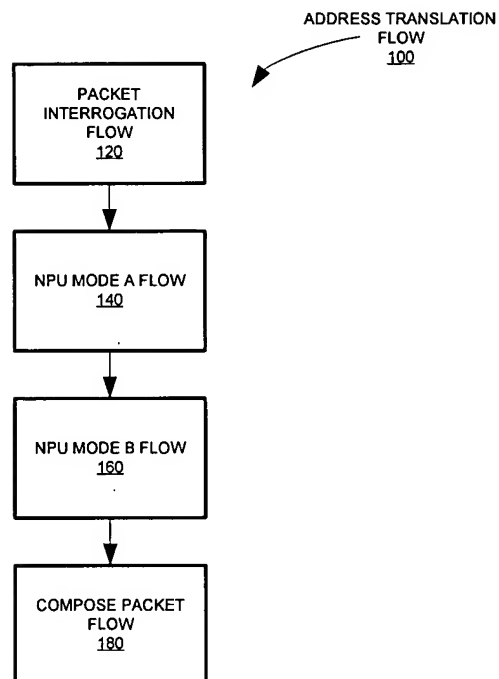 ADDRESS TRANSLATION
FLOW
100
PACKET
INTERROGATION
FLOW
120
NPU MODE A FLOW
140
NPU MODE B FLOW
160
COMPOSE PACKET
FLOW
180